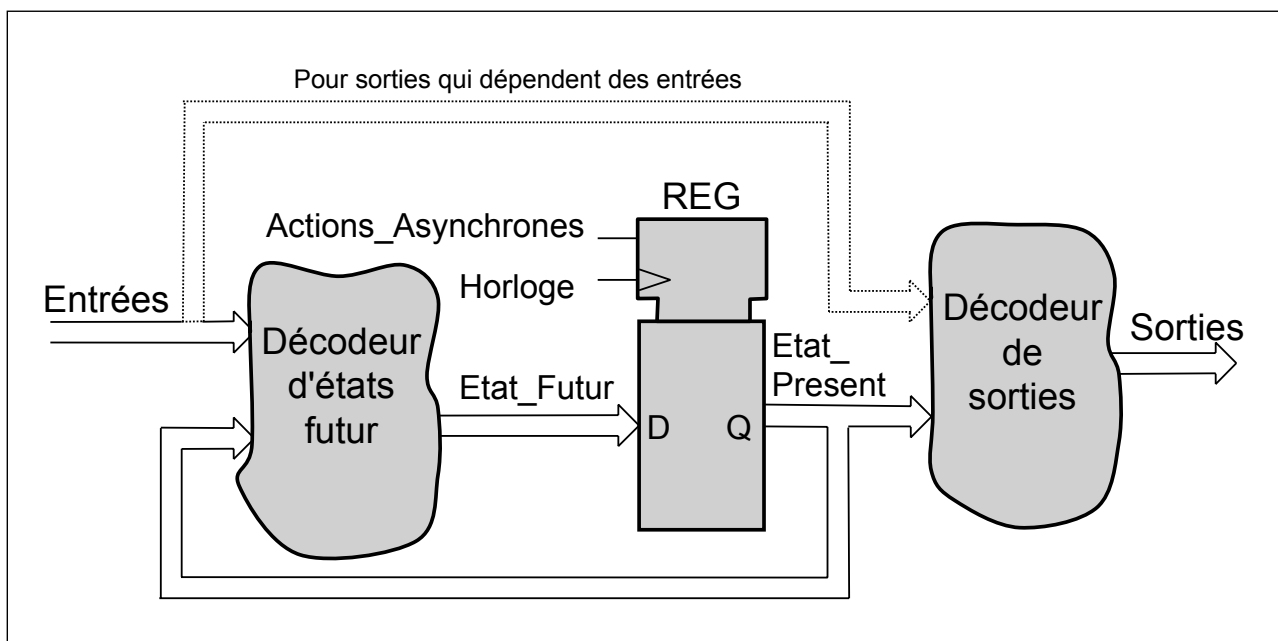 Pour sorties qui dépendent des entrées
REG
Actions_Asynchrones
Horloge
Entrées
Décodeur
d'états
futur
Etat_Futur
D
Q
Etat_
Present
Décodeur
de
sorties
Sorties